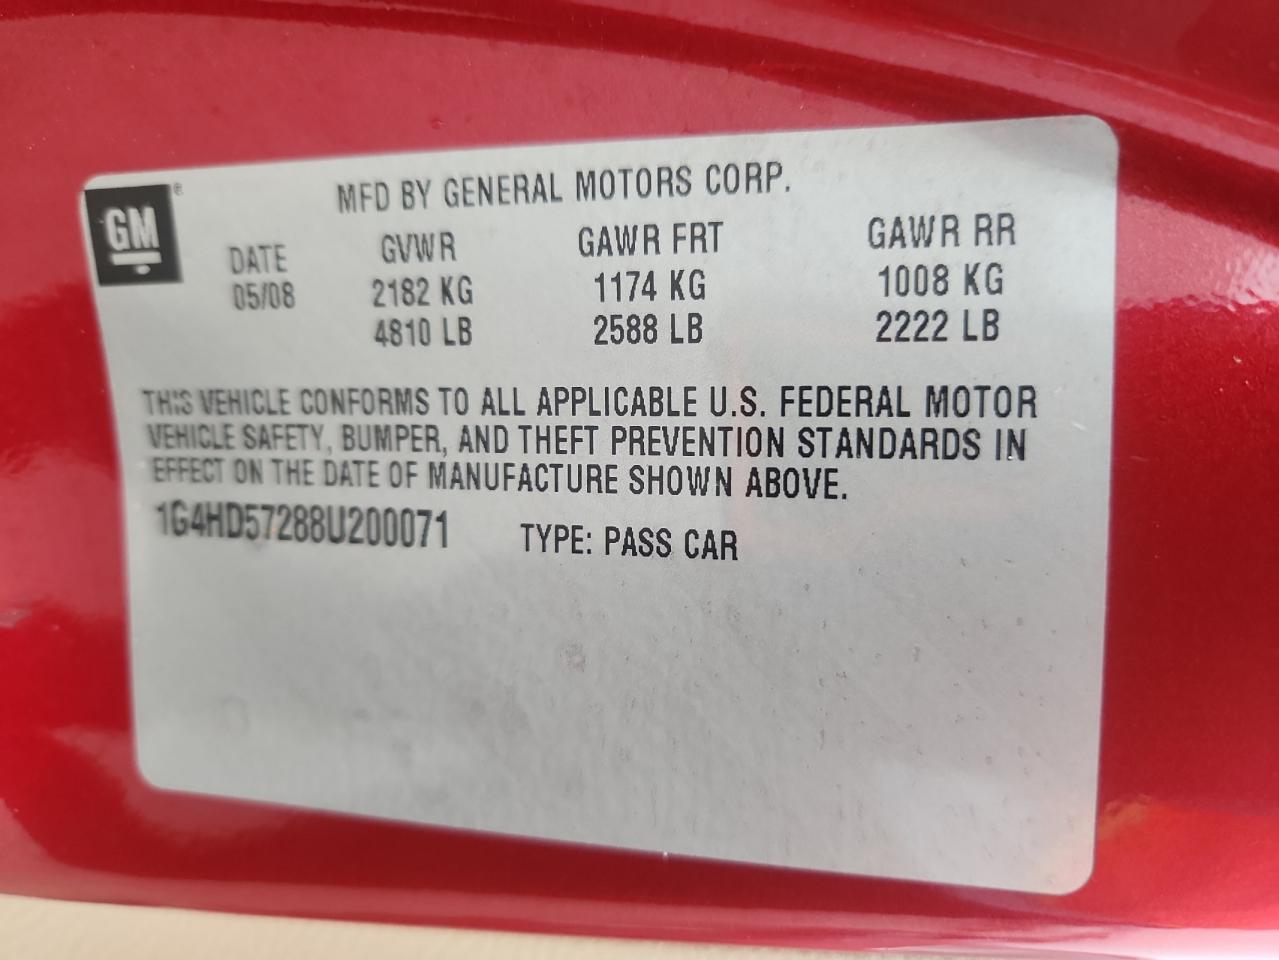 GM ®
MFD BY GENERAL MOTORS CORP.
DATE GVWR GAWR FRT GAWR RR
05/08 2182 KG 1174 KG 1008 KG
4810 LB 2588 LB 2222 LB
THIS VEHICLE CONFORMS TO ALL APPLICABLE U.S. FEDERAL MOTOR
VEHICLE SAFETY, BUMPER, AND THEFT PREVENTION STANDARDS IN
EFFECT ON THE DATE OF MANUFACTURE SHOWN ABOVE.
1G4HD57288U200071 TYPE: PASS CAR